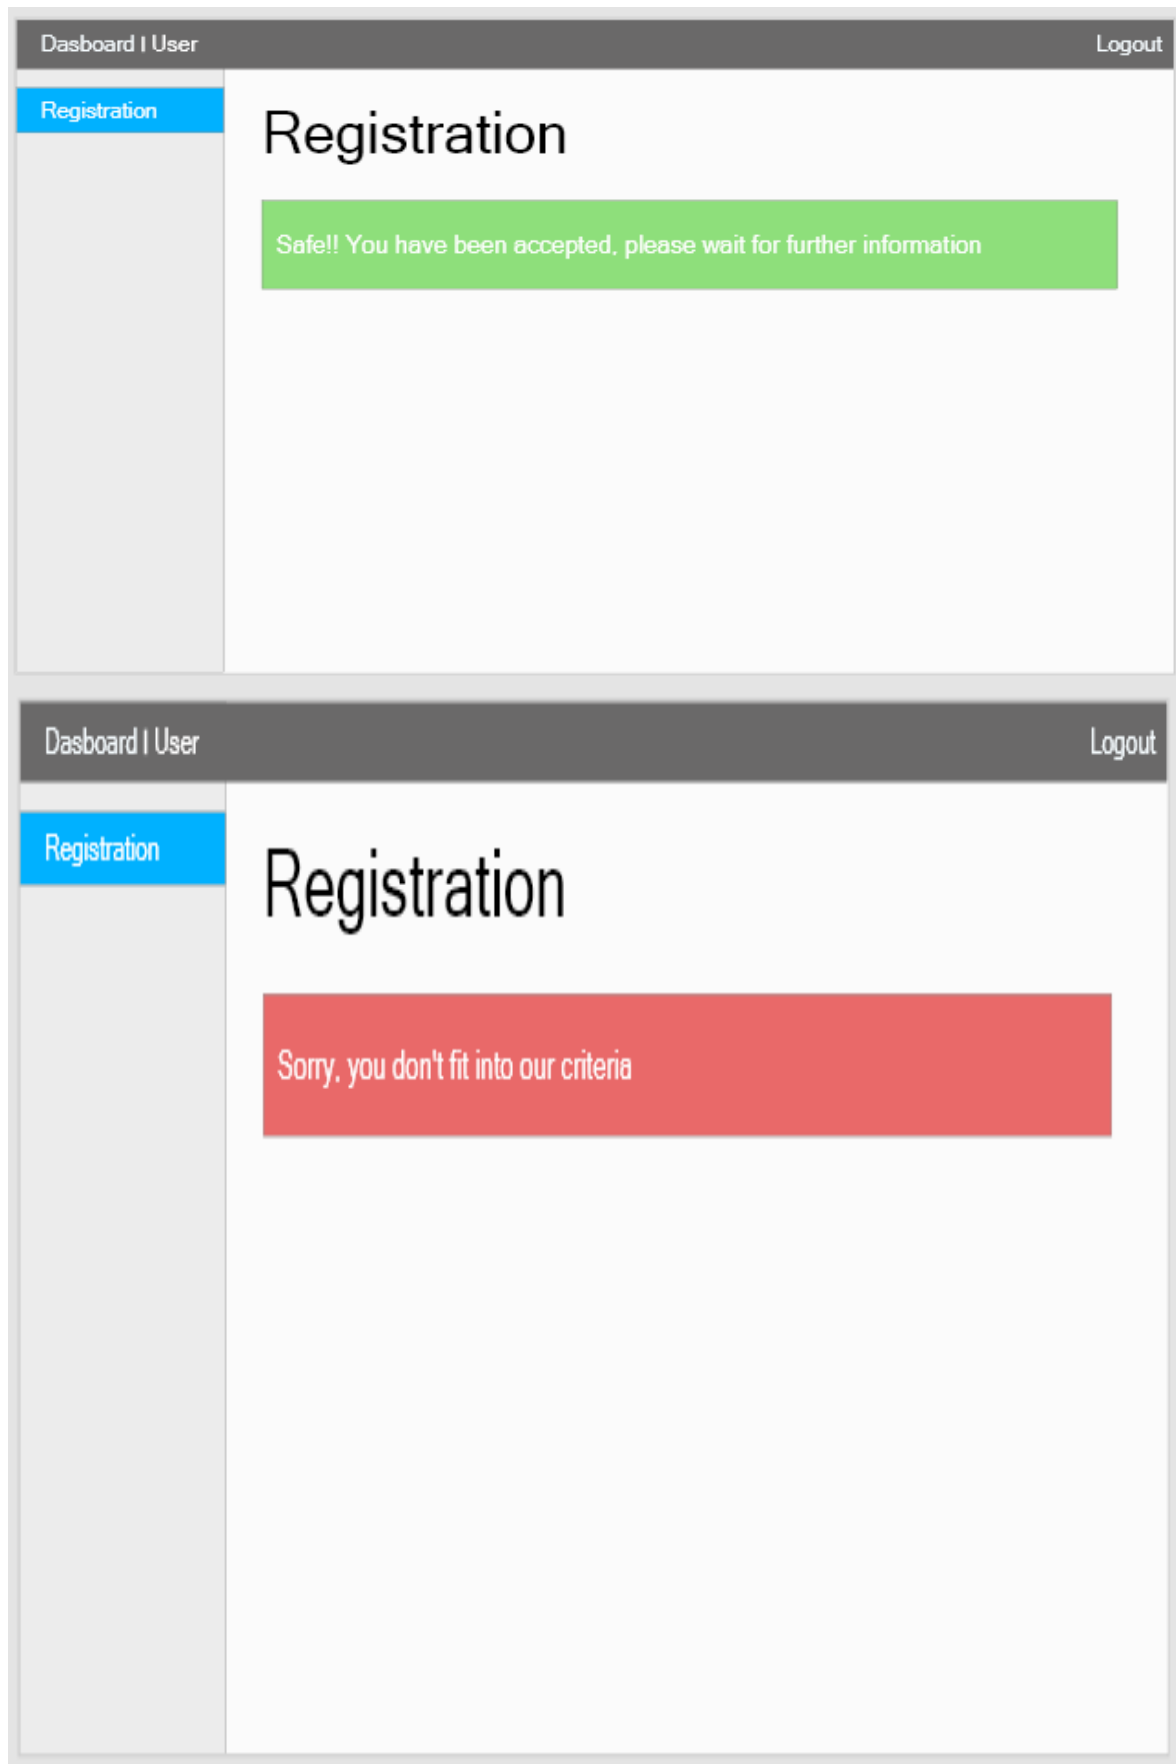 Dasboard | User
Logout
Registration
Registration
Safe!! You have been accepted, please wait for further information
Dasboard | User
Logout
Registration
Registration
Sorry, you don't fit into our criteria